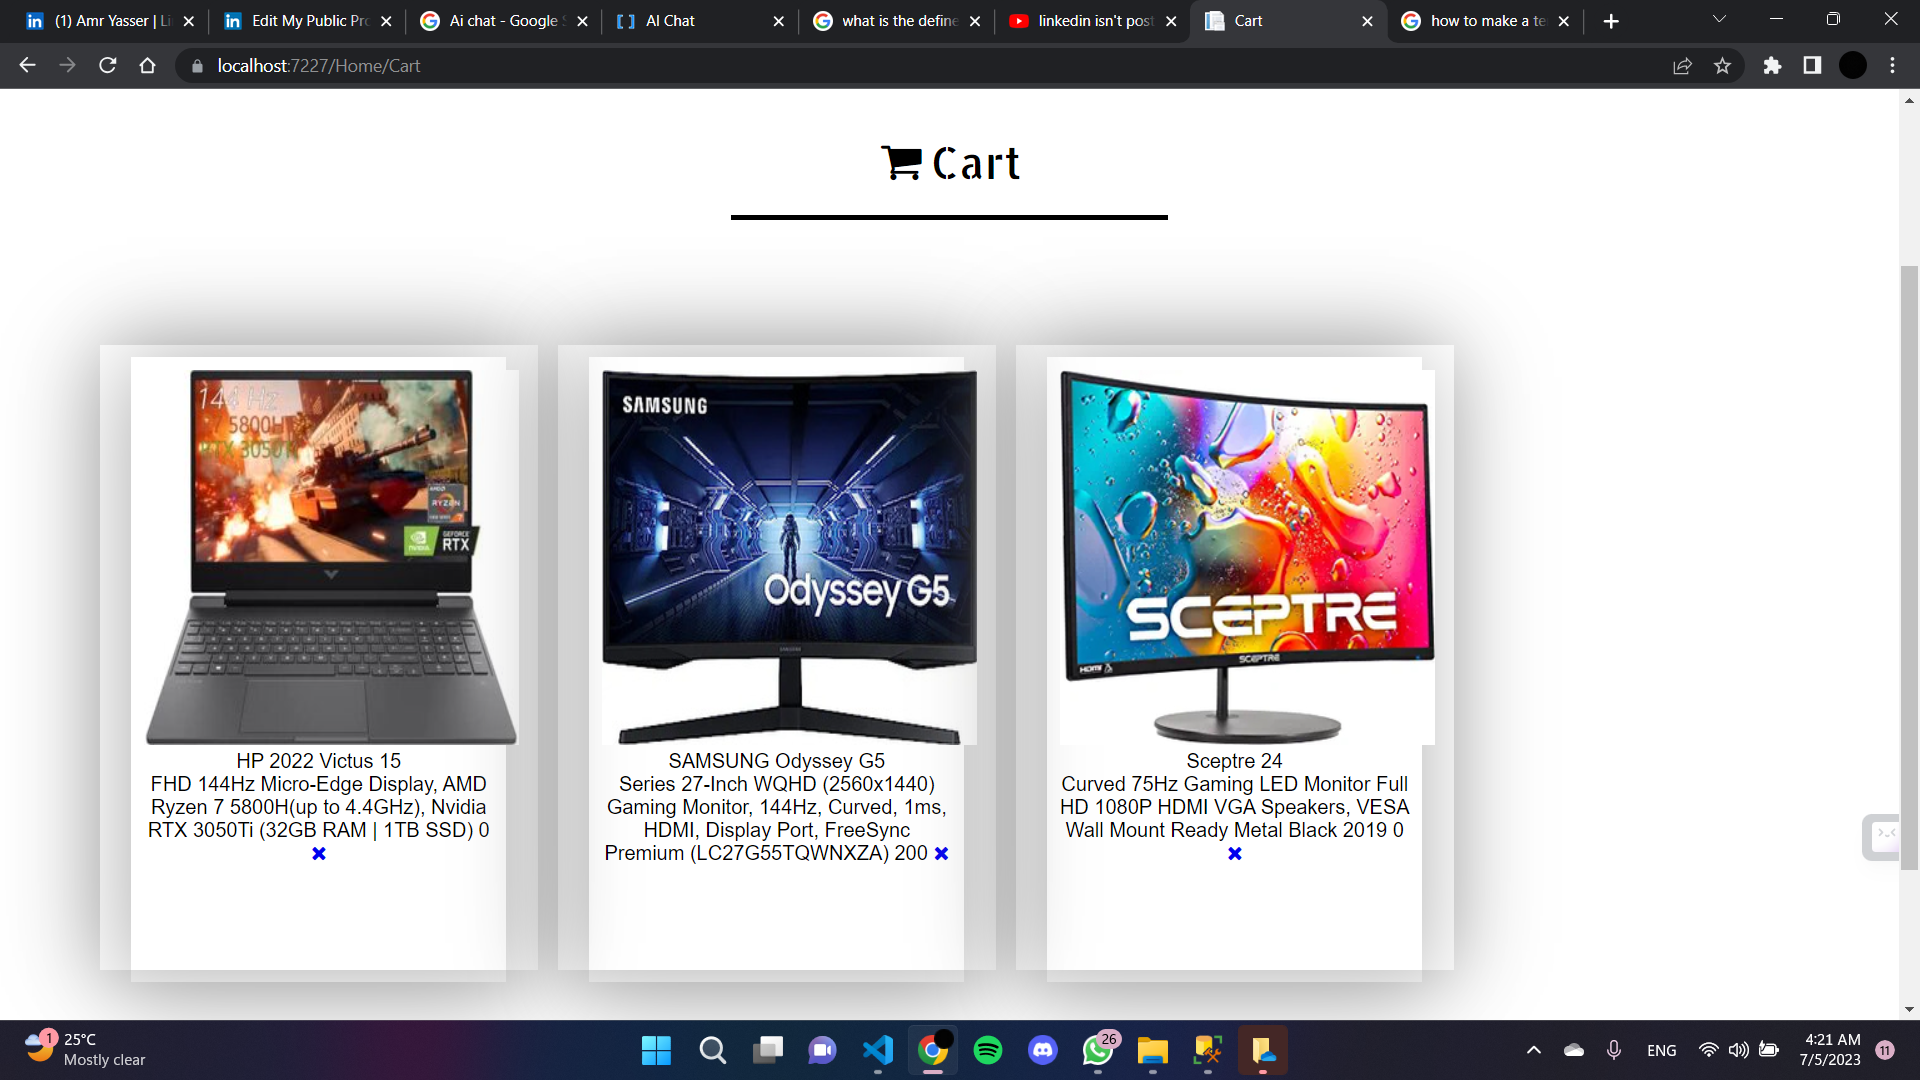 (1) Amr Yasser | Li
Edit My Public Pro
Ai chat - Google S
AI Chat
what is the define
linkedin isn't post
Cart
how to make a te
localhost:7227/Home/Cart
Cart
144 Hz
7 5800H
RTX 3050Ti
AMD
RYZEN
NVIDIA
GEFORCE
RTX
HP 2022 Victus 15
FHD 144Hz Micro-Edge Display, AMD
Ryzen 7 5800H(up to 4.4GHz), Nvidia
RTX 3050Ti (32GB RAM | 1TB SSD) 0
SAMSUNG
Odyssey G5
SAMSUNG
SAMSUNG Odyssey G5
Series 27-Inch WQHD (2560x1440)
Gaming Monitor, 144Hz, Curved, 1ms,
HDMI, Display Port, FreeSync
Premium (LC27G55TQWNXZA) 200
SCEPTRE
SCEPTRE
HDMI
Sceptre 24
Curved 75Hz Gaming LED Monitor Full
HD 1080P HDMI VGA Speakers, VESA
Wall Mount Ready Metal Black 2019 0
1
25°C
Mostly clear
26
ENG
4:21 AM
7/5/2023
11